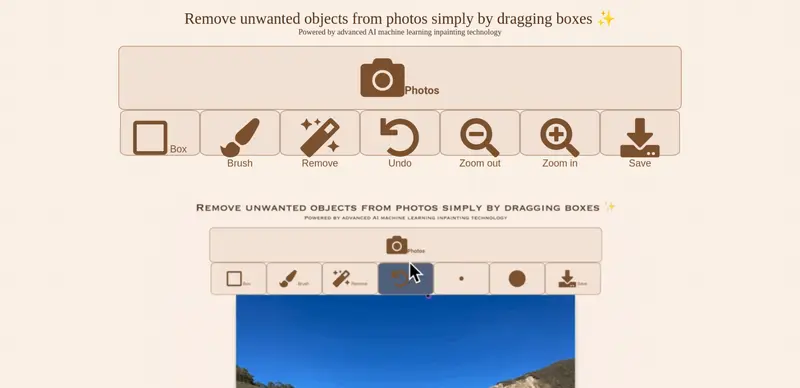 Remove unwanted objects from photos simply by dragging boxes ✨
Powered by advanced AI machine learning inpainting technology
Photos
Box
Brush
Remove
Undo
Zoom out
Zoom in
Save
Remove unwanted objects from photos simply by dragging boxes ✨
Powered by advanced AI machine learning inpainting technology
Photos
Box
Brush
Remove
Save